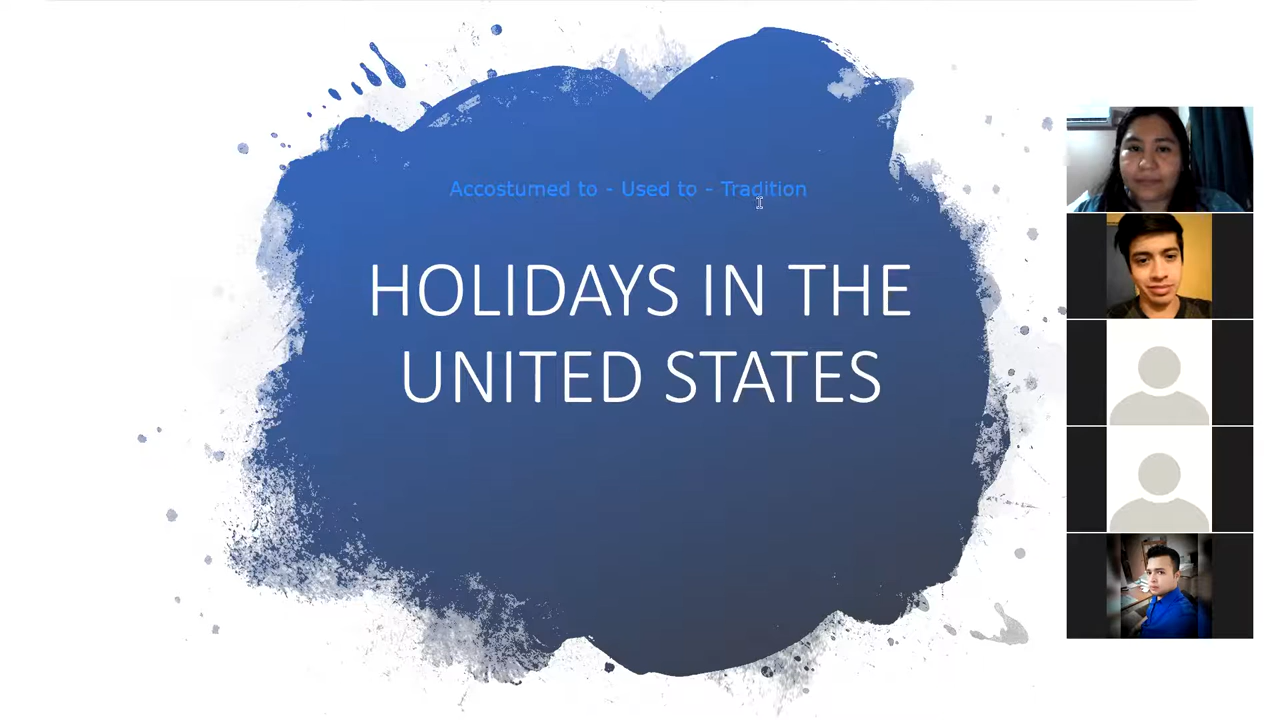 Accostumed to - Used to - Tradition
HOLIDAYS IN THE
UNITED STATES